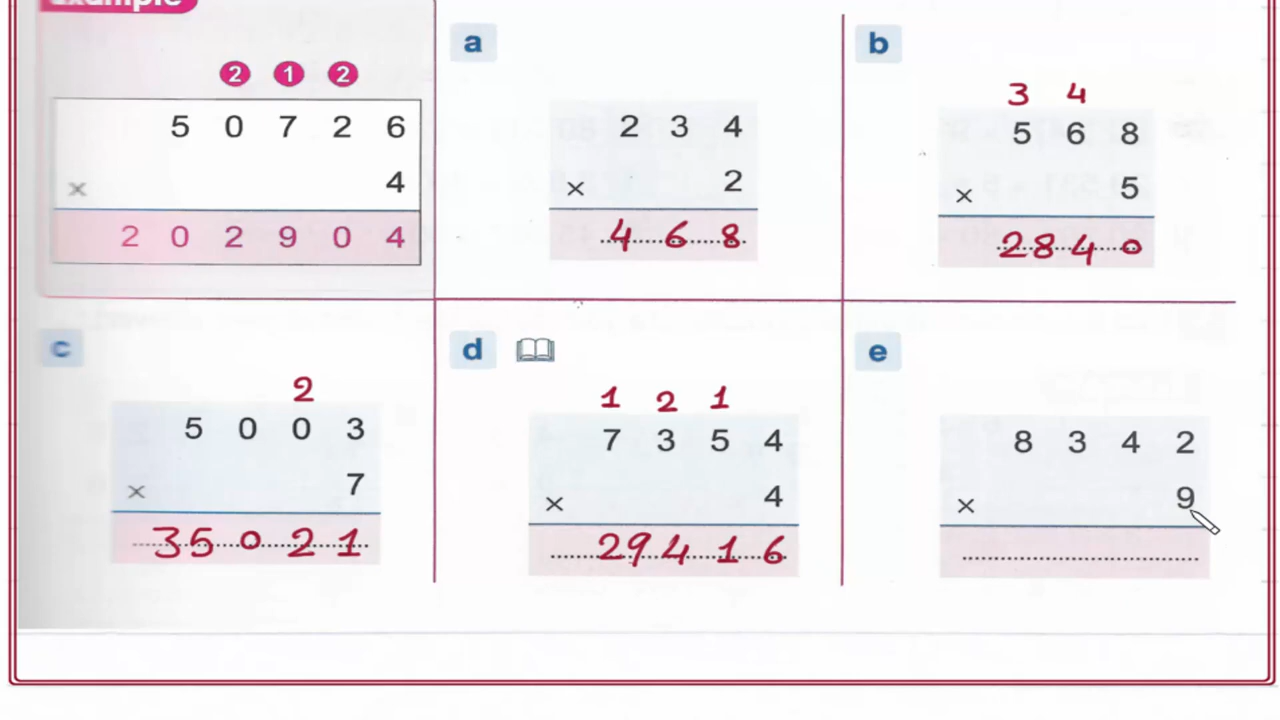 example
2 1 2
5 0 7 2 6
× 4
2 0 2 9 0 4
a
2 3 4
× 2
4 6 8
b
3 4
5 6 8
× 5
2 8 4 0
c
2
5 0 0 3
× 7
3 5 0 2 1
d
1 2 1
7 3 5 4
× 4
2 9 4 1 6
e
8 3 4 2
× 9